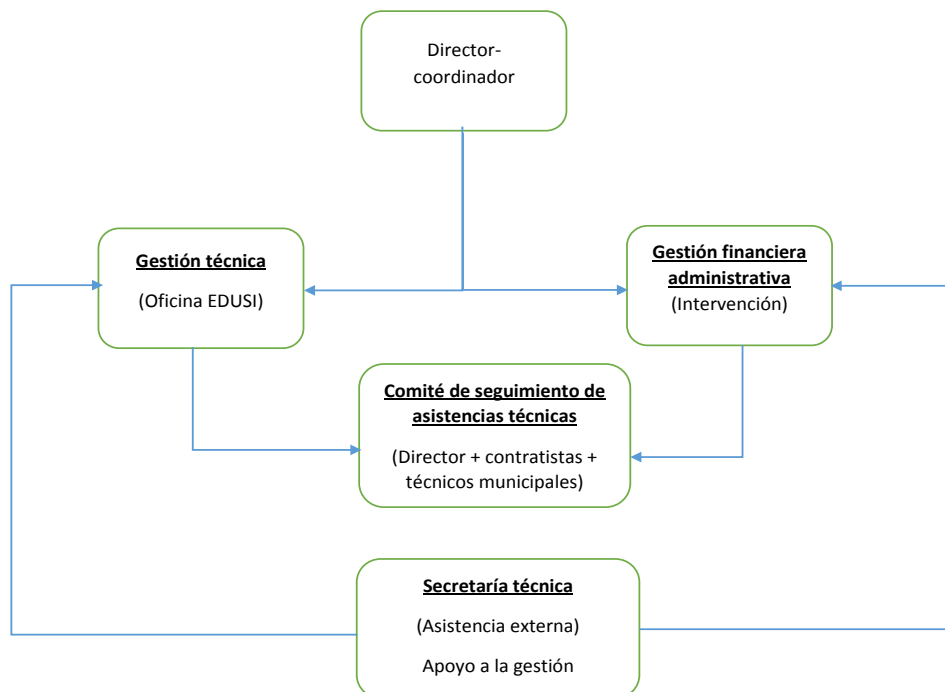 Director-
coordinador
Gestión técnica
(Oficina EDUSI)
Gestión financiera
administrativa
(Intervención)
Comité de seguimiento de
asistencias técnicas
(Director + contratistas +
técnicos municipales)
Secretaría técnica
(Asistencia externa)
Apoyo a la gestión